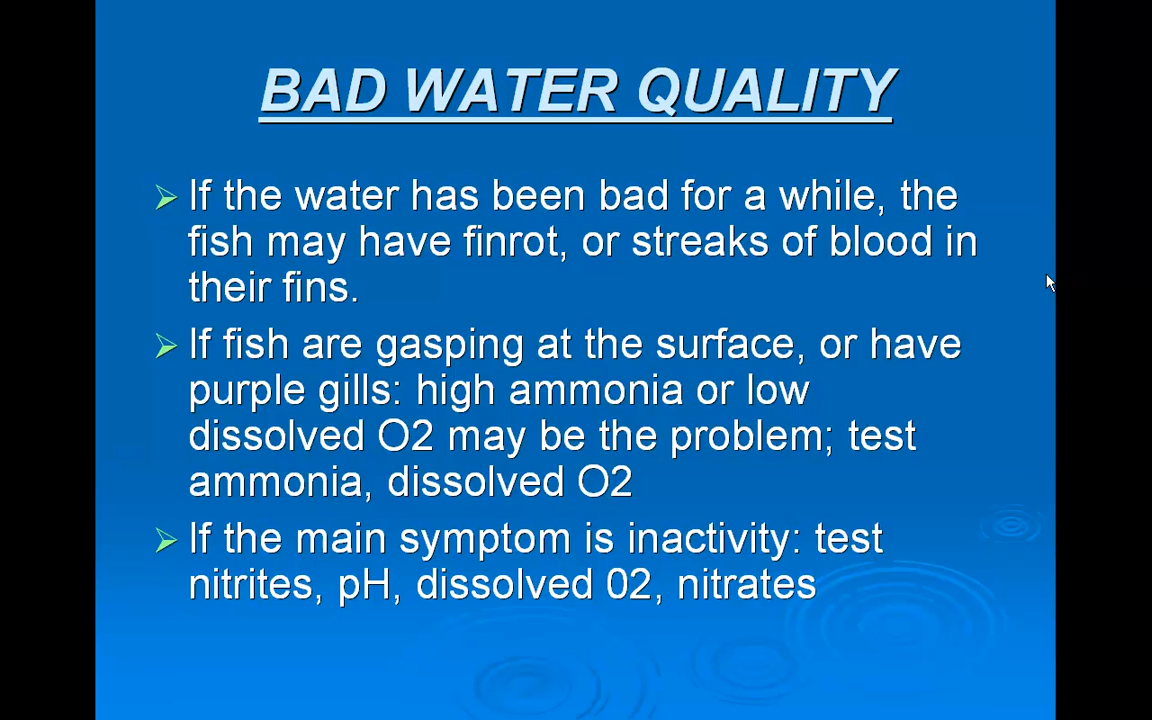 BAD WATER QUALITY
If the water has been bad for a while, the
fish may have finrot, or streaks of blood in
their fins.
If fish are gasping at the surface, or have
purple gills: high ammonia or low
dissolved O2 may be the problem; test
ammonia, dissolved O2
If the main symptom is inactivity: test
nitrites, pH, dissolved 02, nitrates